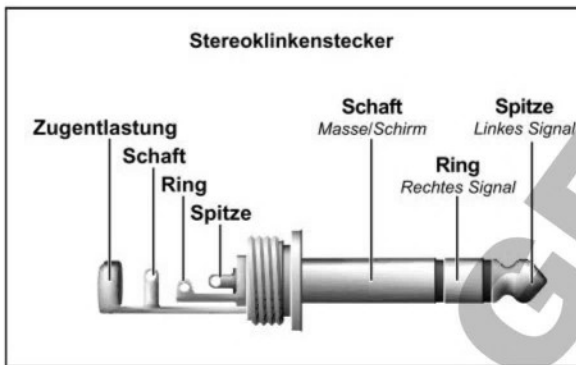 Stereoklinkenstecker
Schaft
Masse/Schirm
Spitze
Linkes Signal
Zugentlastung
Schaft
Ring
Rechtes Signal
Ring
Spitze